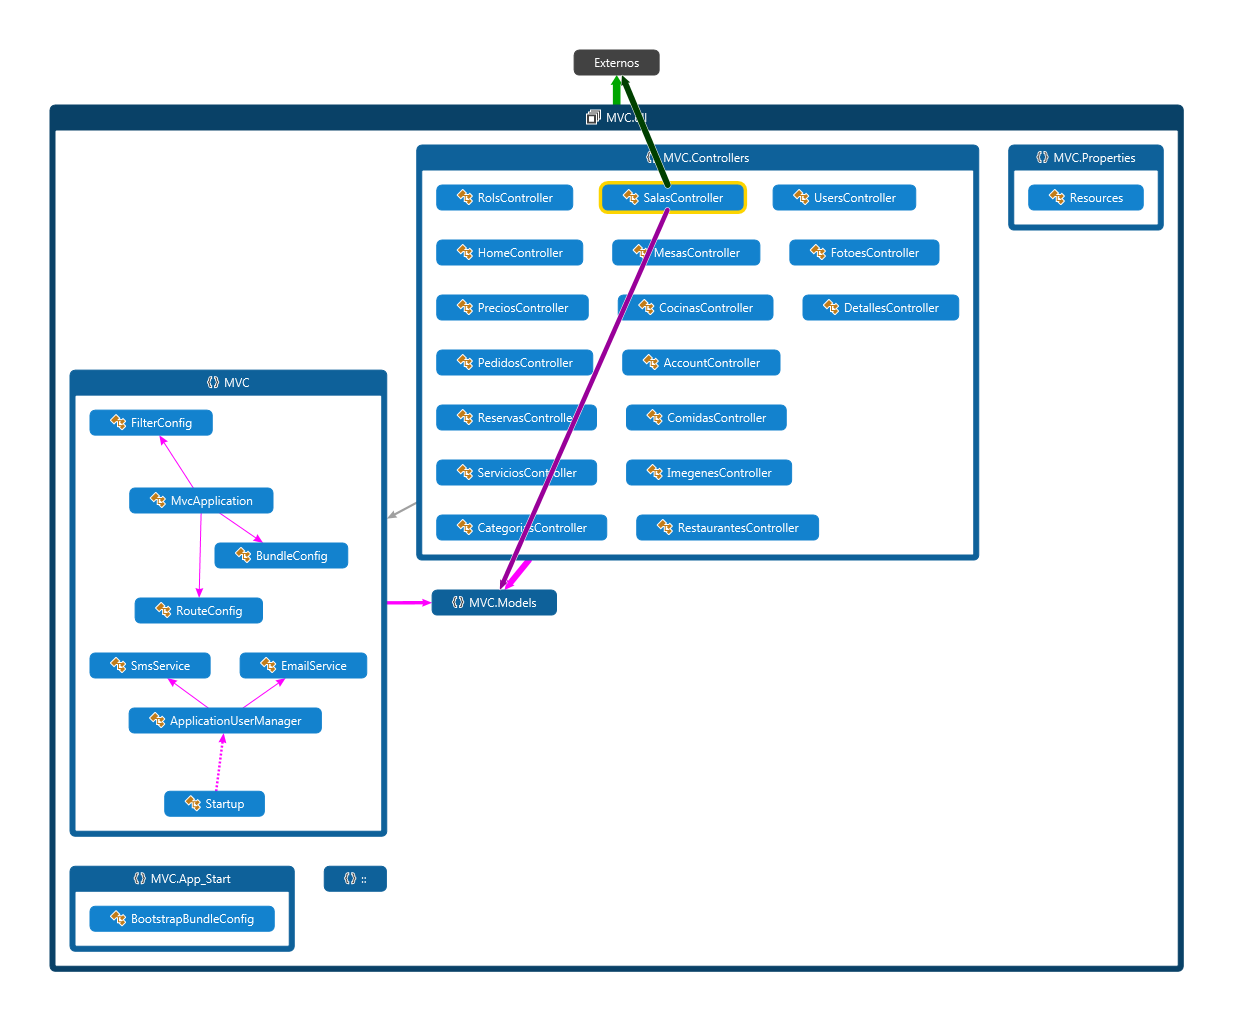 Externos
MVC.UI
MVC.Controllers
MVC.Properties
RolsController
SalasController
UsersController
Resources
HomeController
MesasController
FotoesController
PreciosController
CocinasController
DetallesController
PedidosController
AccountController
ReservasController
ComidasController
ServiciosController
ImegenesController
CategoriasController
RestaurantesController
MVC
FilterConfig
MvcApplication
BundleConfig
RouteConfig
MVC.Models
SmsService
EmailService
ApplicationUserManager
Startup
MVC.App_Start
::
BootstrapBundleConfig